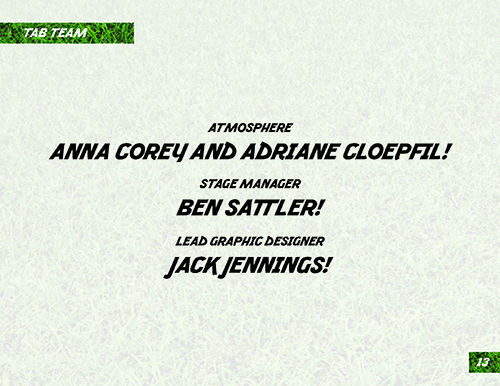 TAB TEAM
ATMOSPHERE
ANNA COREY AND ADRIANE CLOEPFIL!
STAGE MANAGER
BEN SATTLER!
LEAD GRAPHIC DESIGNER
JACK JENNINGS!
13